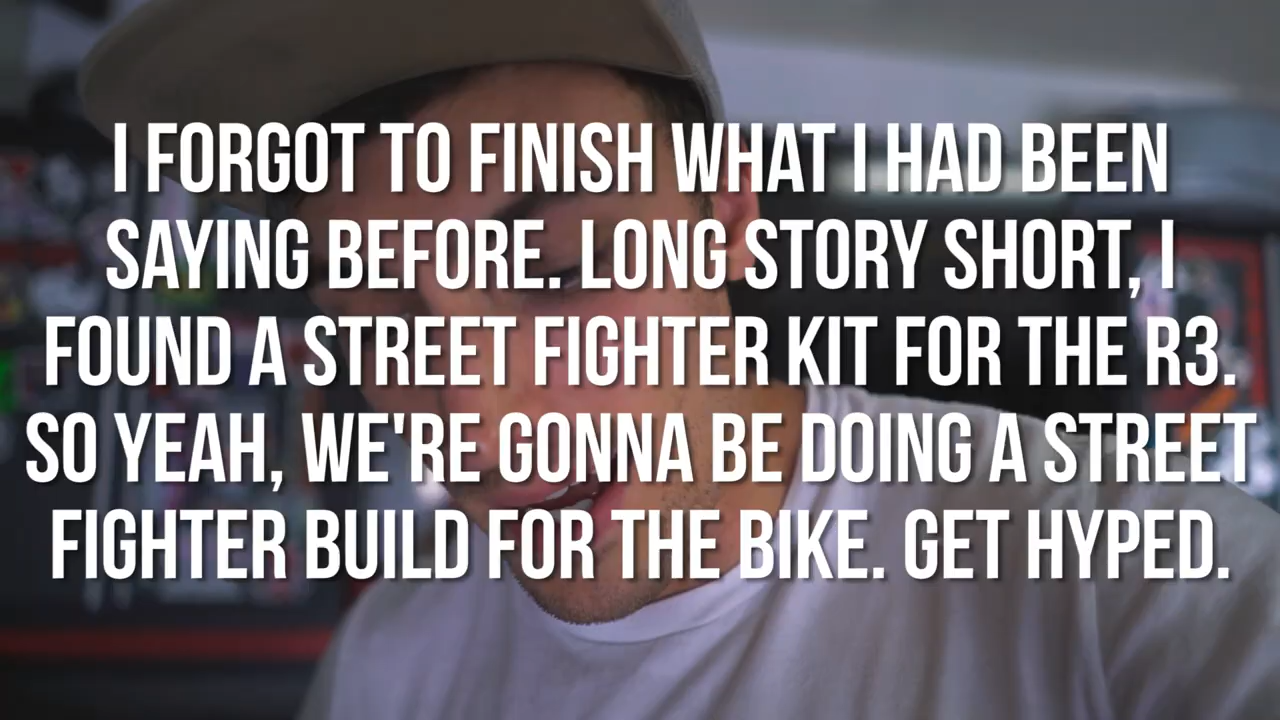 I FORGOT TO FINISH WHAT I HAD BEEN
SAYING BEFORE. LONG STORY SHORT, I
FOUND A STREET FIGHTER KIT FOR THE R3.
SO YEAH, WE'RE GONNA BE DOING A STREET
FIGHTER BUILD FOR THE BIKE. GET HYPED.